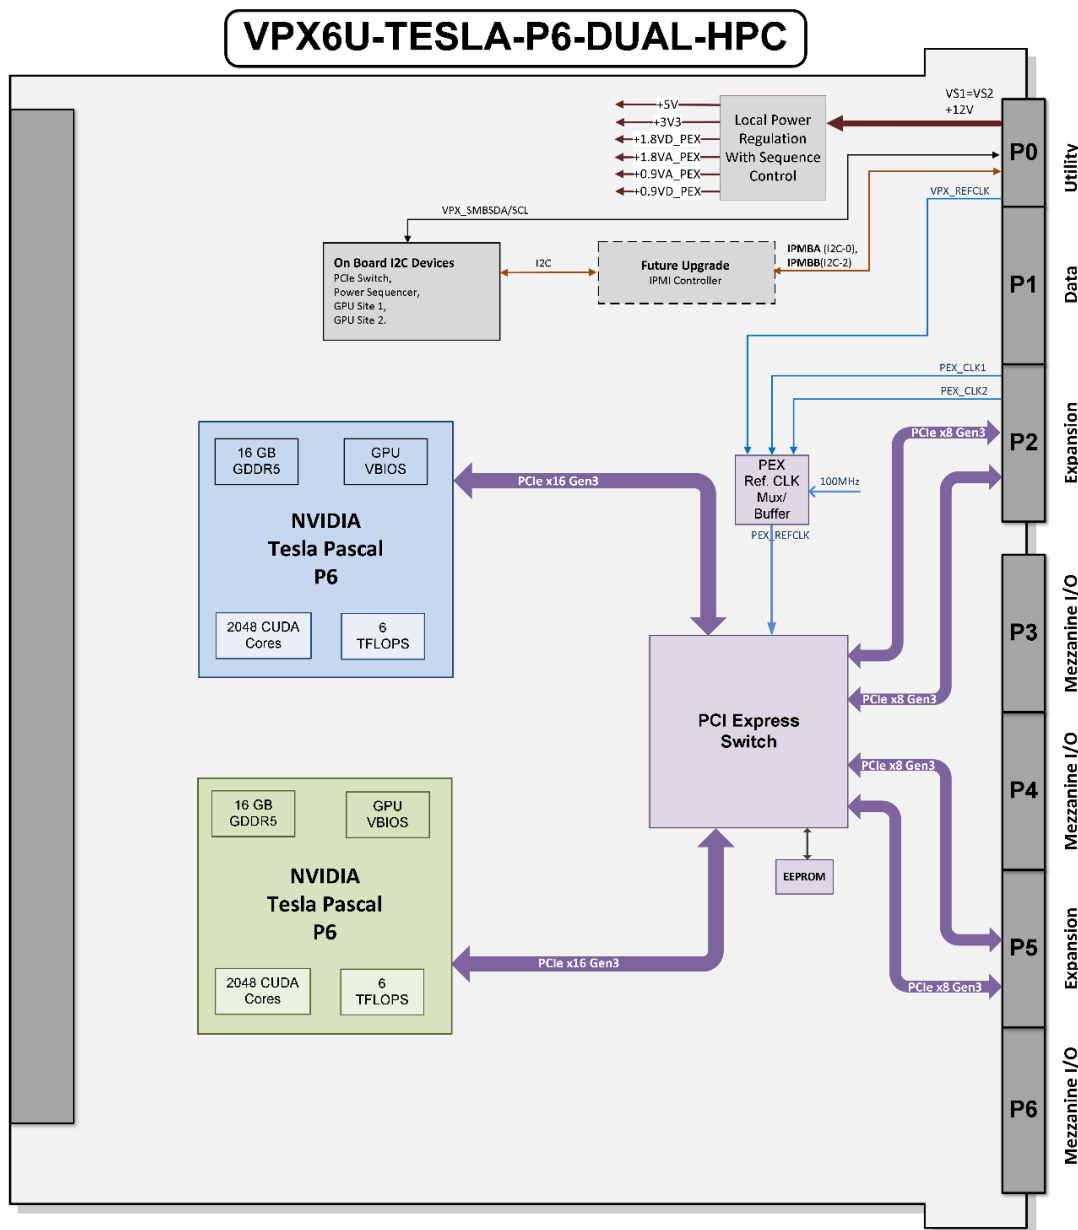 VPX6U-TESLA-P6-DUAL-HPC
VS1=VS2
+12V
+5V
+3V3
+1.8VD_PEX
+1.8VA_PEX
+0.9VA_PEX
+0.9VD_PEX
Local Power
Regulation
With Sequence
Control
P0
Utility
VPX_REFCLK
VPX_SMBSDA/SCL
On Board I2C Devices
PCIe Switch,
Power Sequencer,
GPU Site 1,
GPU Site 2.
I2C
Future Upgrade
IPMI Controller
IPMBA (I2C-0),
IPMBB(I2C-2)
P1
Data
PEX_CLK1
PEX_CLK2
P2
Expansion
PCIe x8 Gen3
16 GB
GDDR5
GPU
VBIOS
NVIDIA
Tesla Pascal
P6
2048 CUDA
Cores
6
TFLOPS
PCIe x16 Gen3
PEX
Ref. CLK
Mux/
Buffer
100MHz
PEX_REFCLK
P3
Mezzanine I/O
PCI Express
Switch
PCIe x8 Gen3
PCIe x8 Gen3
P4
Mezzanine I/O
EEPROM
16 GB
GDDR5
GPU
VBIOS
NVIDIA
Tesla Pascal
P6
2048 CUDA
Cores
6
TFLOPS
PCIe x16 Gen3
P5
Expansion
PCIe x8 Gen3
P6
Mezzanine I/O